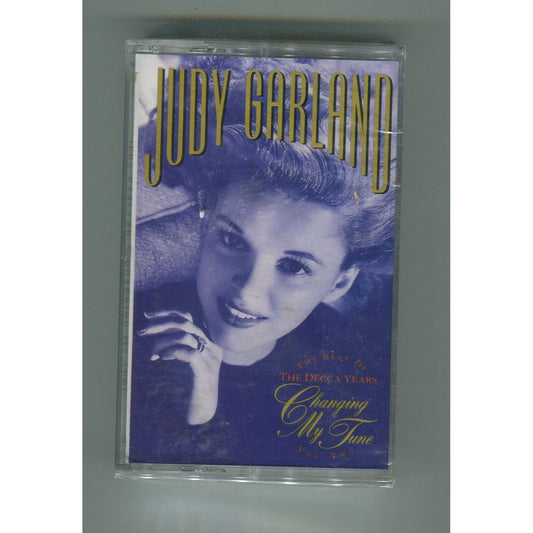 JUDY GARLAND
THE BEST OF
THE DECCA YEARS
Changing
My Tune
VOL. TWO